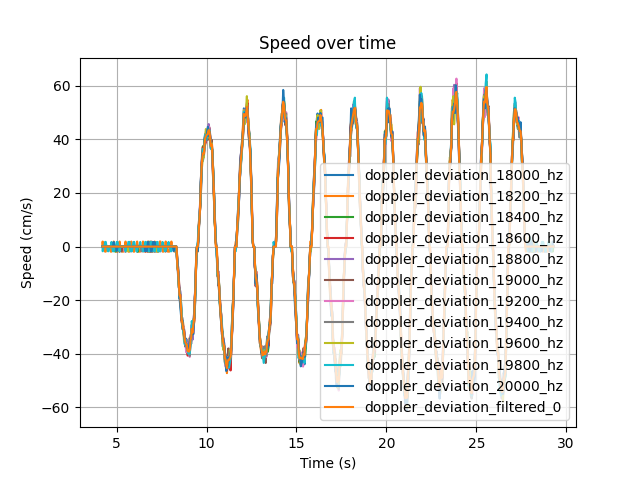 Speed over time
Speed (cm/s)
60
40
20
0
−20
−40
−60
doppler_deviation_18000_hz
doppler_deviation_18200_hz
doppler_deviation_18400_hz
doppler_deviation_18600_hz
doppler_deviation_18800_hz
doppler_deviation_19000_hz
doppler_deviation_19200_hz
doppler_deviation_19400_hz
doppler_deviation_19600_hz
doppler_deviation_19800_hz
doppler_deviation_20000_hz
doppler_deviation_filtered_0
5 10 15 20 25 30
Time (s)